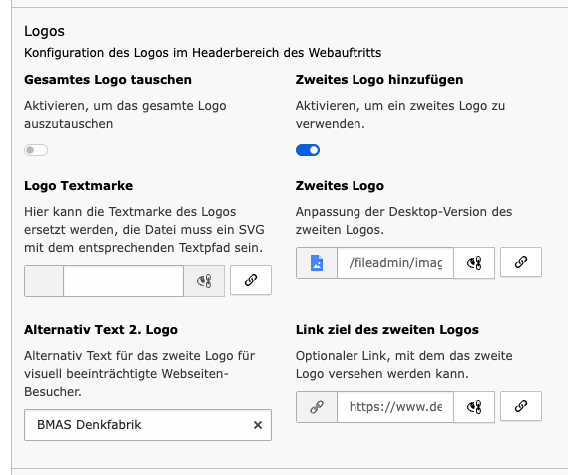 Logos
Konfiguration des Logos im Headerbereich des Webauftritts
Gesamtes Logo tauschen
Aktivieren, um das gesamte Logo
auszutauschen
Zweites Logo hinzufügen
Aktivieren, um ein zweites Logo zu
verwenden.
Logo Textmarke
Hier kann die Textmarke des Logos
ersetzt werden, die Datei muss ein SVG
mit dem entsprechenden Textpfad sein.
Zweites Logo
Anpassung der Desktop-Version des
zweiten Logos.
/fileadmin/imag
Alternativ Text 2. Logo
Alternativ Text für das zweite Logo für
visuell beeinträchtigte Webseiten-
Besucher.
BMAS Denkfabrik
Link ziel des zweiten Logos
Optionaler Link, mit dem das zweite
Logo versehen werden kann.
https://www.de